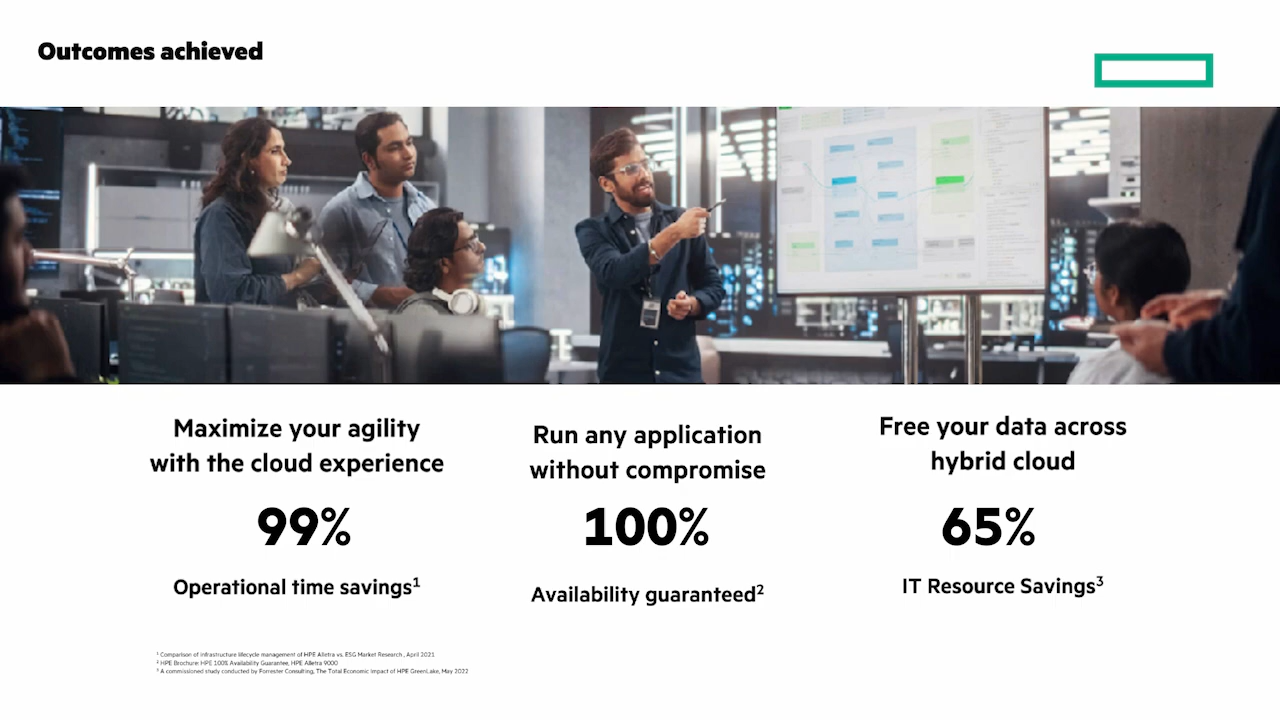 Outcomes achieved
Maximize your agility
with the cloud experience
99%
Operational time savings¹
Run any application
without compromise
100%
Availability guaranteed²
Free your data across
hybrid cloud
65%
IT Resource Savings³
¹ Comparison of infrastructure lifecycle management of HPE Alletra vs. ESG Market Research , April 2021
² HPE Brochure: HPE 100% Availability Guarantee, HPE Alletra 9000
³ A commissioned study conducted by Forrester Consulting, The Total Economic Impact of HPE GreenLake, May 2022